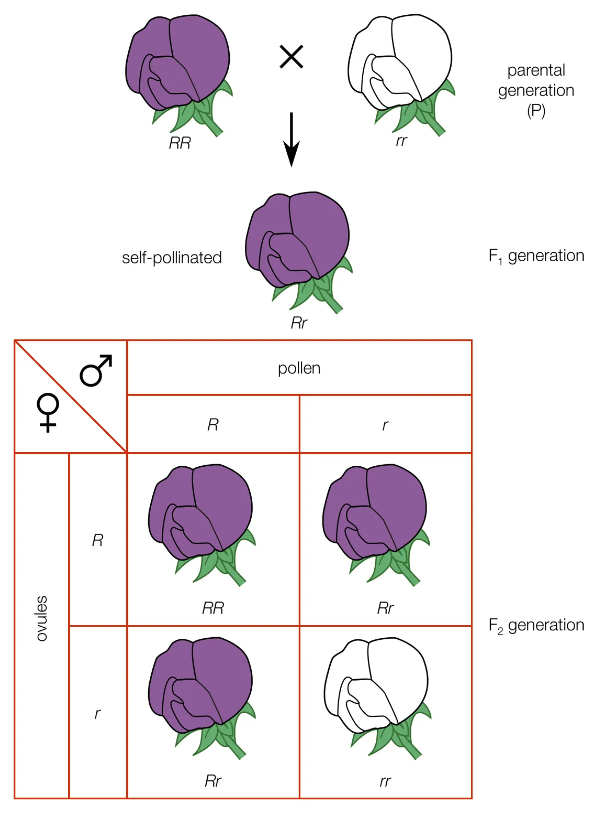 parental
generation
(P)
RR
rr
self-pollinated
F₁ generation
Rr
pollen
R
r
ovules
R
RR
Rr
F₂ generation
r
Rr
rr